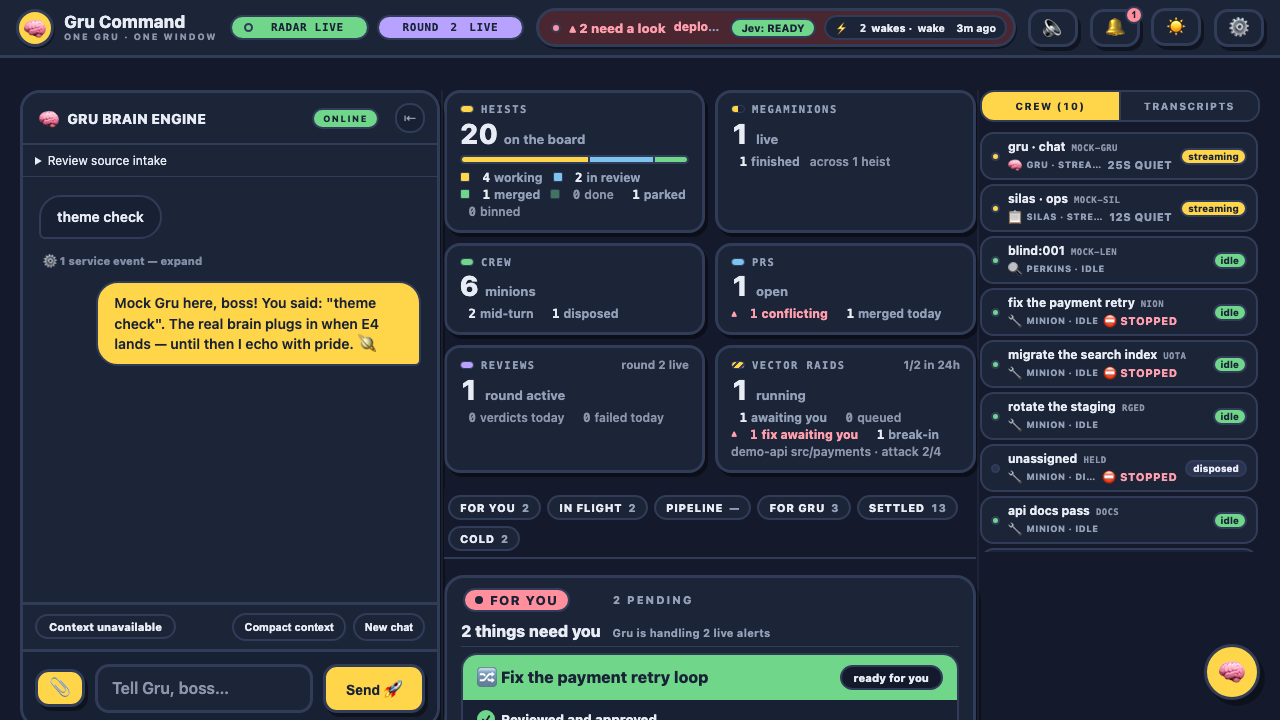 Gru Command
ONE GRU · ONE WINDOW
RADAR LIVE
ROUND 2 LIVE
▲ 2 need a look deplo...
Jev: READY
⚡ 2 wakes · wake 3m ago
1
GRU BRAIN ENGINE
ONLINE
⇤
▶ Review source intake
theme check
1 service event — expand
Mock Gru here, boss! You said: "theme
check". The real brain plugs in when E4
lands — until then I echo with pride.
Context unavailable
Compact context
New chat
Tell Gru, boss...
Send 🚀
HEISTS
20 on the board
4 working 2 in review
1 merged 0 done 1 parked
0 binned
MEGAMINIONS
1 live
1 finished across 1 heist
CREW
6 minions
2 mid-turn 1 disposed
PRS
1 open
▲ 1 conflicting 1 merged today
REVIEWS round 2 live
1 round active
0 verdicts today 0 failed today
VECTOR RAIDS 1/2 in 24h
1 running
1 awaiting you 0 queued
▲ 1 fix awaiting you 1 break-in
demo-api src/payments · attack 2/4
FOR YOU 2
IN FLIGHT 2
PIPELINE —
FOR GRU 3
SETTLED 13
COLD 2
FOR YOU
2 PENDING
2 things need you Gru is handling 2 live alerts
Fix the payment retry loop
ready for you
Reviewed and approved
CREW (10)
TRANSCRIPTS
gru · chat MOCK-GRU
GRU · STREA... 25S QUIET
streaming
silas · ops MOCK-SIL
SILAS · STRE... 12S QUIET
streaming
blind:001 MOCK-LEN
PERKINS · IDLE
idle
fix the payment retry NION
MINION · IDLE ⛔ STOPPED
idle
migrate the search index UOTA
MINION · IDLE ⛔ STOPPED
idle
rotate the staging RGED
MINION · IDLE
idle
unassigned HELD
MINION · DI... ⛔ STOPPED
disposed
api docs pass DOCS
MINION · IDLE
idle